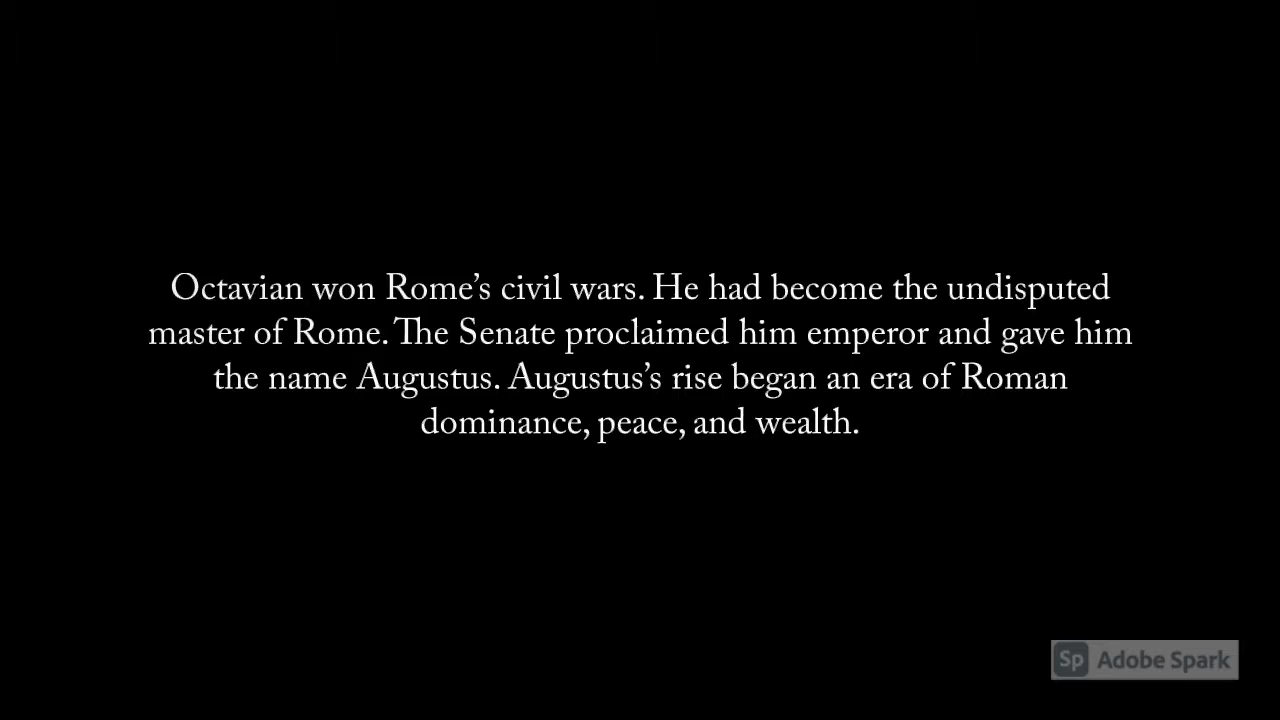 Octavian won Rome’s civil wars. He had become the undisputed
master of Rome. The Senate proclaimed him emperor and gave him
the name Augustus. Augustus’s rise began an era of Roman
dominance, peace, and wealth.
Sp Adobe Spark